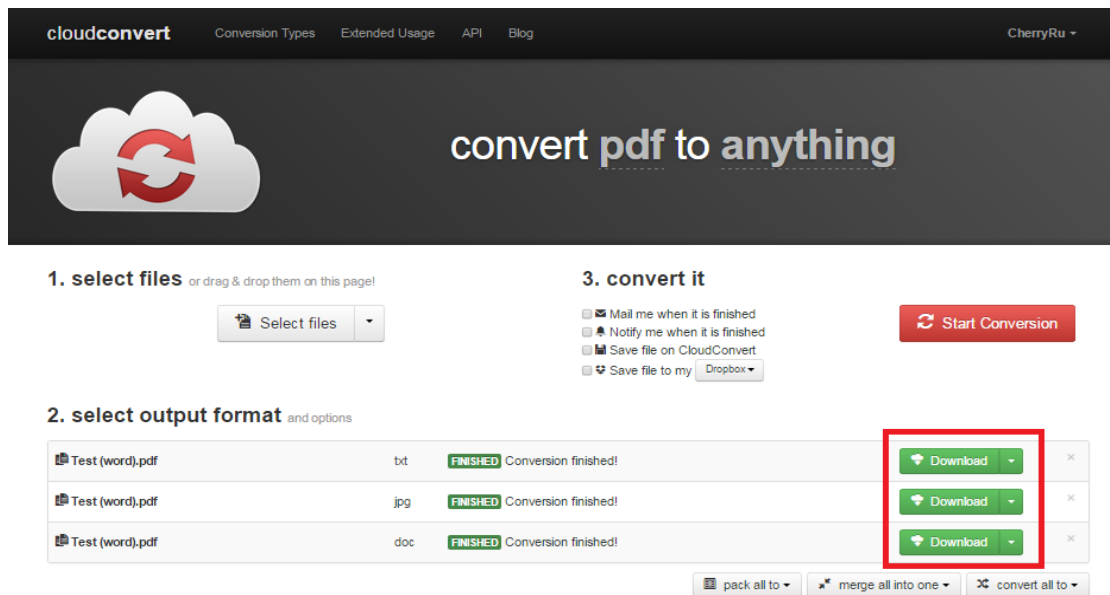 cloudconvert Conversion Types Extended Usage API Blog CherryRu
convert pdf to anything
1. select files or drag & drop them on this page!
Select files
3. convert it
Mail me when it is finished
Notify me when it is finished
Save file on CloudConvert
Save file to my Dropbox
Start Conversion
2. select output format and options
Test (word).pdf txt FINISHED Conversion finished! Download ×
Test (word).pdf jpg FINISHED Conversion finished! Download ×
Test (word).pdf doc FINISHED Conversion finished! Download ×
pack all to merge all into one convert all to